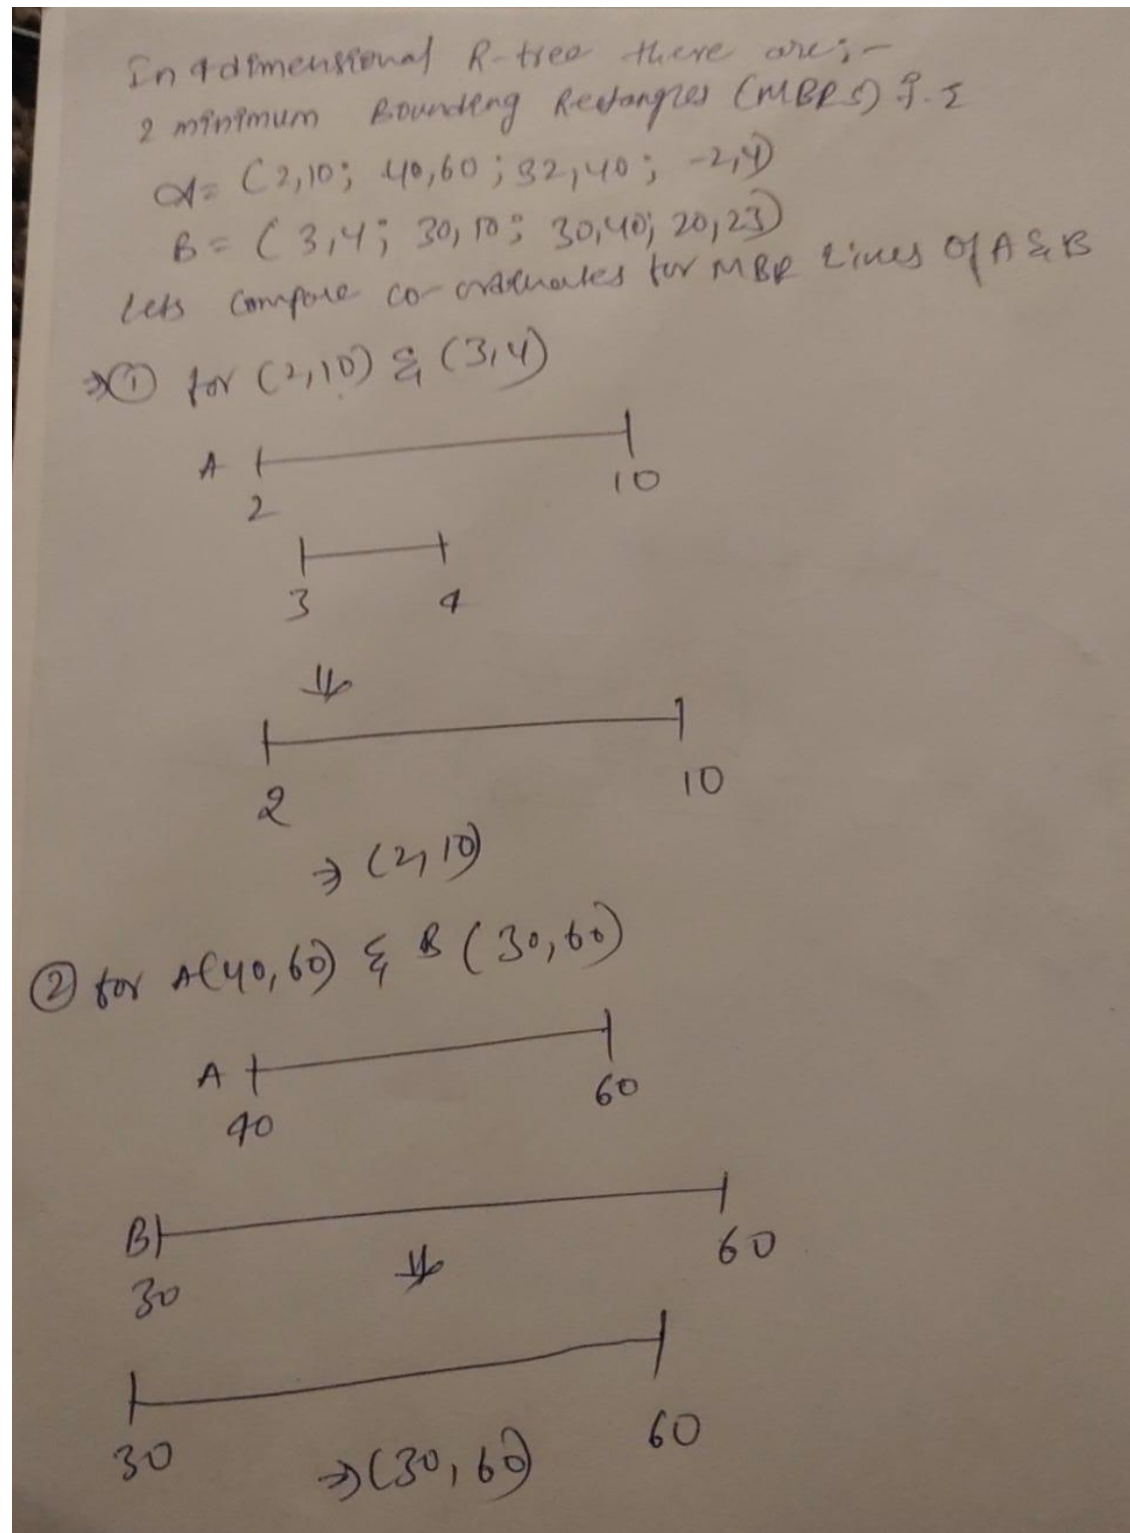 In 4dimensional R-tree there are;-
2 minimum Bounding Rectangles (MBRs) i.e
A= (2,10; 40,60; 32,40; -2,4)
B= (3,4; 30,10; 30,40; 20,23)
Lets compare co-ordinates for MBR Lines Of A & B
⇒① for (2,10) & (3,4)
A
2
10
3
4
⇓
2
10
⇒ (2,10)
② for A(40,60) & B (30,60)
A
40
60
B
30
60
⇓
30
60
⇒(30,60)